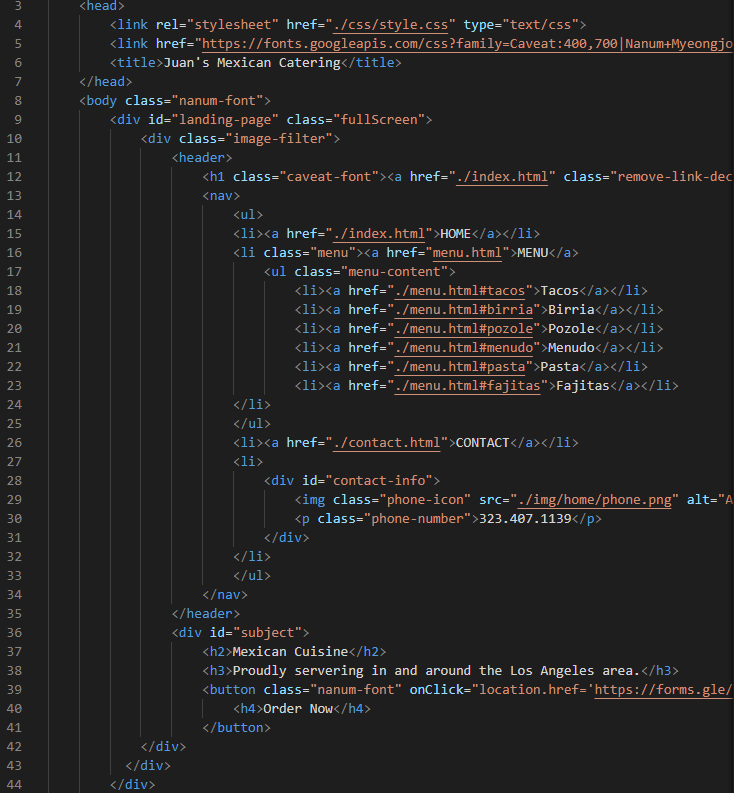 3 <head>
4 <link rel="stylesheet" href="./css/style.css" type="text/css">
5 <link href="https://fonts.googleapis.com/css?family=Caveat:400,700|Nanum+Myeongjo
6 <title>Juan's Mexican Catering</title>
7 </head>
8 <body class="nanum-font">
9 <div id="landing-page" class="fullScreen">
10 <div class="image-filter">
11 <header>
12 <h1 class="caveat-font"><a href="./index.html" class="remove-link-dec
13 <nav>
14 <ul>
15 <li><a href="./index.html">HOME</a></li>
16 <li class="menu"><a href="menu.html">MENU</a>
17 <ul class="menu-content">
18 <li><a href="./menu.html#tacos">Tacos</a></li>
19 <li><a href="./menu.html#birria">Birria</a></li>
20 <li><a href="./menu.html#pozole">Pozole</a></li>
21 <li><a href="./menu.html#menudo">Menudo</a></li>
22 <li><a href="./menu.html#pasta">Pasta</a></li>
23 <li><a href="./menu.html#fajitas">Fajitas</a></li>
24 </li>
25 </ul>
26 <li><a href="./contact.html">CONTACT</a></li>
27 <li>
28 <div id="contact-info">
29 <img class="phone-icon" src="./img/home/phone.png" alt="A
30 <p class="phone-number">323.407.1139</p>
31 </div>
32 </li>
33 </ul>
34 </nav>
35 </header>
36 <div id="subject">
37 <h2>Mexican Cuisine</h2>
38 <h3>Proudly servering in and around the Los Angeles area.</h3>
39 <button class="nanum-font" onClick="location.href='https://forms.gle/
40 <h4>Order Now</h4>
41 </button>
42 </div>
43 </div>
44 </div>